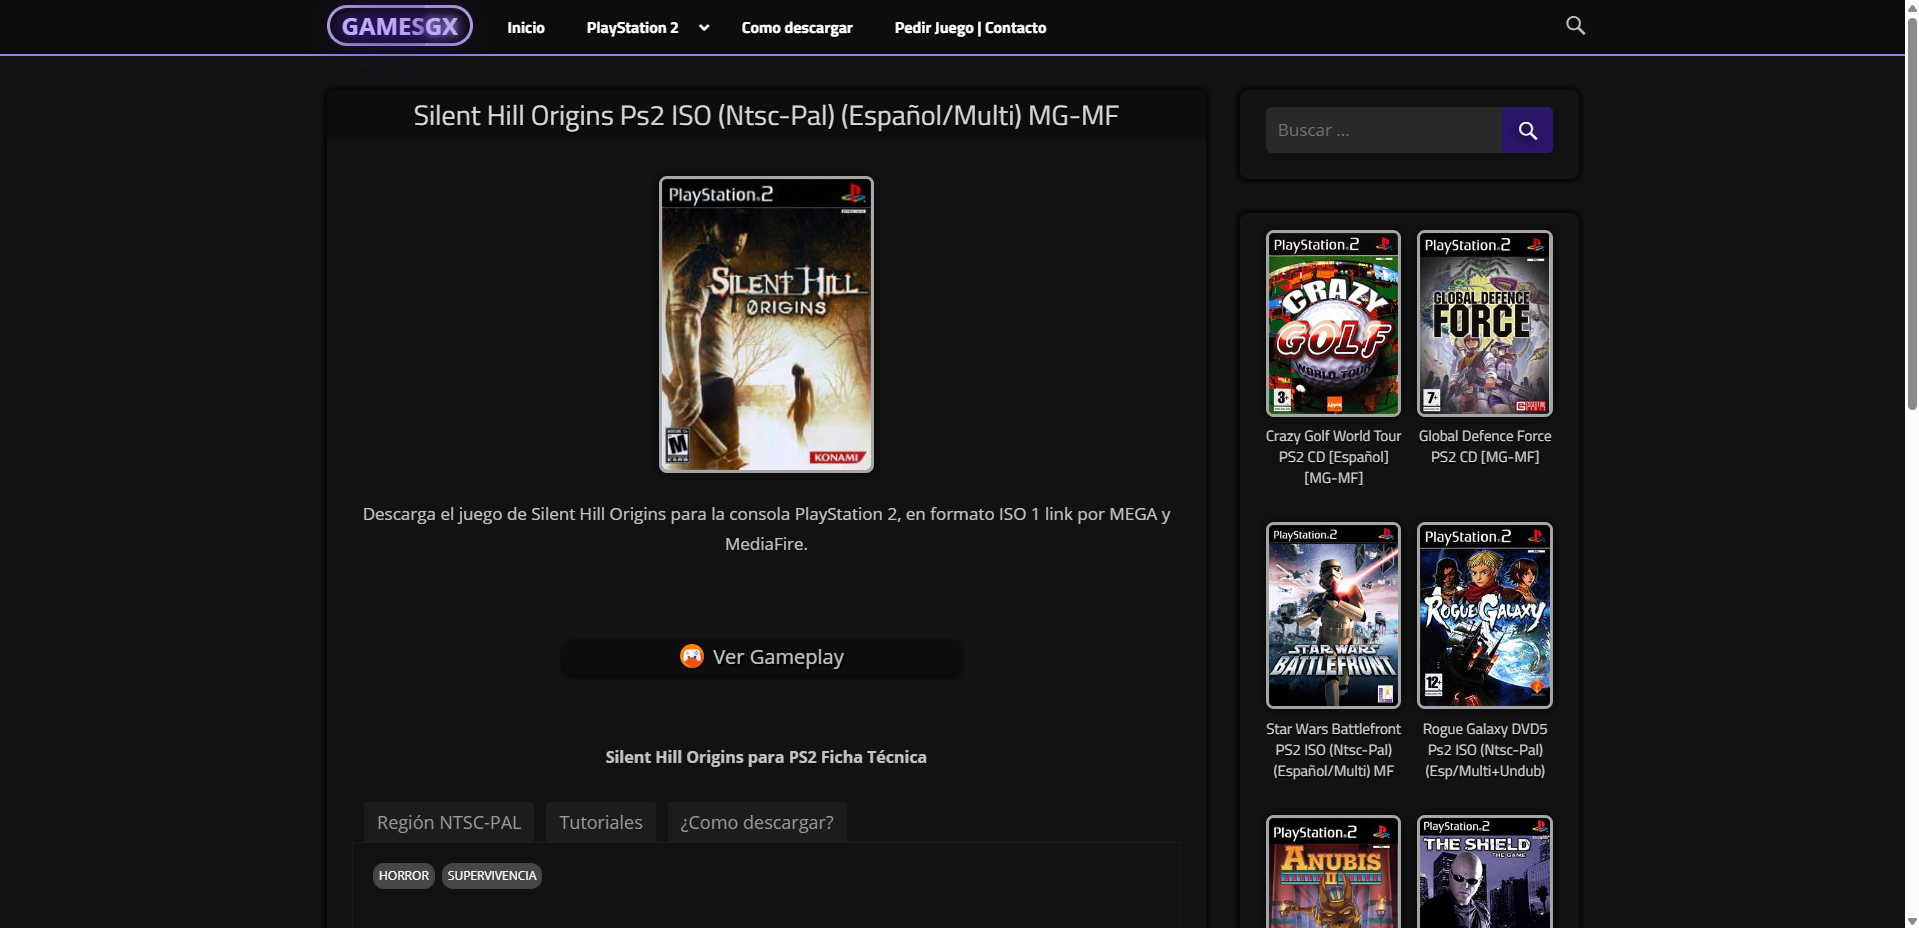 GAMESGX
Inicio
PlayStation 2
Como descargar
Pedir Juego | Contacto
Silent Hill Origins Ps2 ISO (Ntsc-Pal) (Español/Multi) MG-MF
PlayStation.2
SILENT HILL
ORIGINS
M
KONAMI
Descarga el juego de Silent Hill Origins para la consola PlayStation 2, en formato ISO 1 link por MEGA y
MediaFire.
Ver Gameplay
Silent Hill Origins para PS2 Ficha Técnica
Región NTSC-PAL
Tutoriales
¿Como descargar?
HORROR
SUPERVIVENCIA
Buscar ...
PlayStation.2
CRAZY
GOLF
WORLD TOUR
3+
Crazy Golf World Tour
PS2 CD [Español]
[MG-MF]
PlayStation.2
GLOBAL DEFENCE
FORCE
7+
Global Defence Force
PS2 CD [MG-MF]
PlayStation.2
STAR WARS
BATTLEFRONT
Star Wars Battlefront
PS2 ISO (Ntsc-Pal)
(Español/Multi) MF
PlayStation.2
ROGUE GALAXY
12+
Rogue Galaxy DVD5
Ps2 ISO (Ntsc-Pal)
(Esp/Multi+Undub)
PlayStation.2
ANUBIS
II
PlayStation.2
THE SHIELD
THE GAME